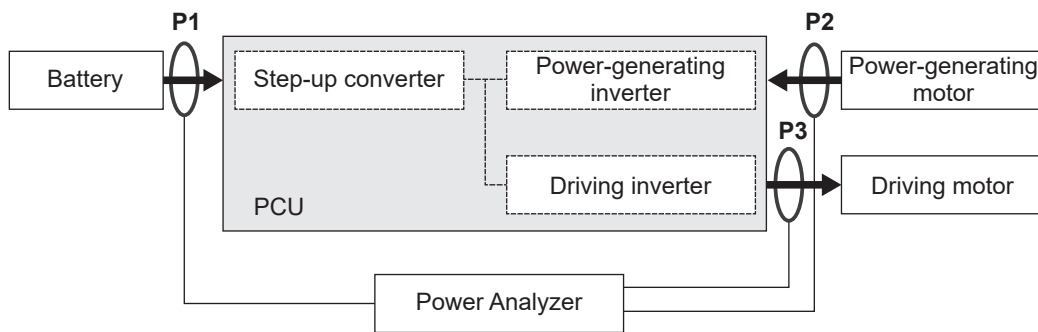 P1
P2
Battery
Step-up converter
Power-generating
inverter
Power-generating
motor
P3
Driving inverter
Driving motor
PCU
Power Analyzer